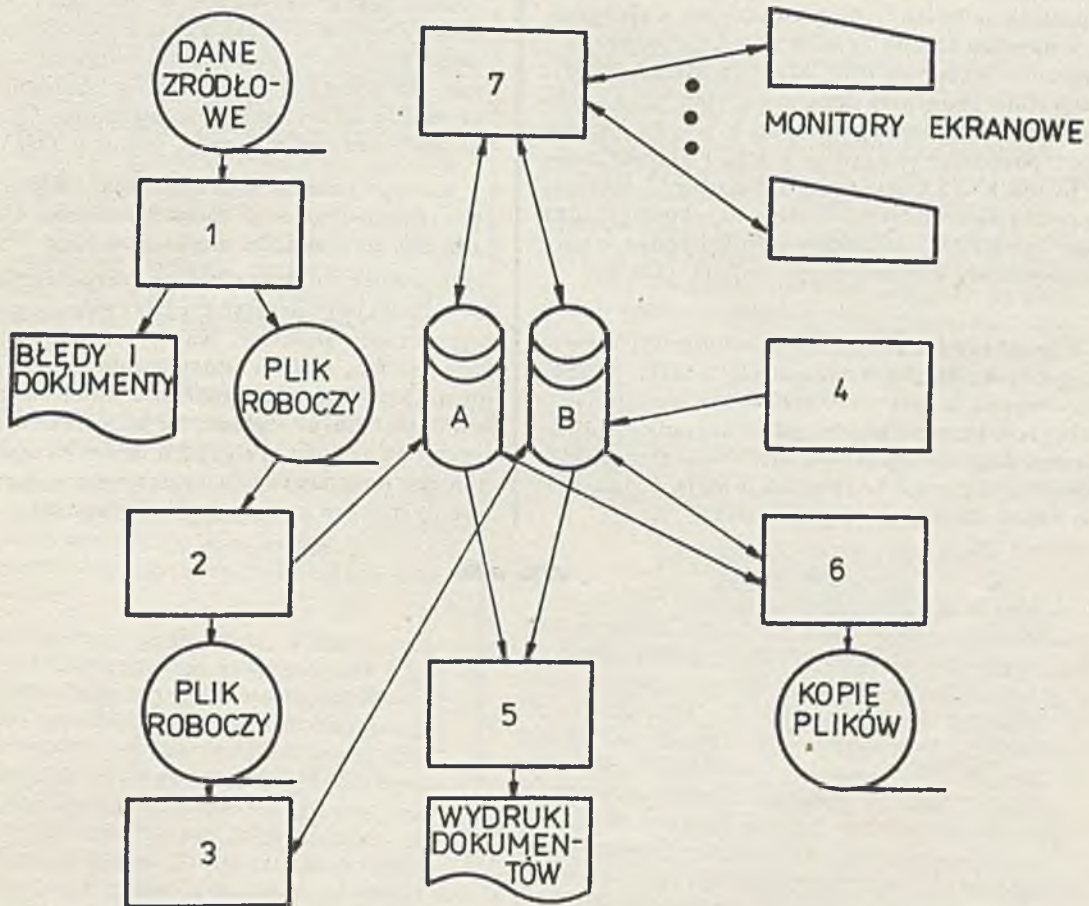 DANE
ZRÓDŁO-
WE
7
MONITORY EKRANOWE
1
BŁĘDY I
DOKUMENTY
PLIK
ROBOCZY
A
B
4
2
6
PLIK
ROBOCZY
5
KOPIE
PLIKÓW
3
WYDRUKI
DOKUMEN-
TÓW